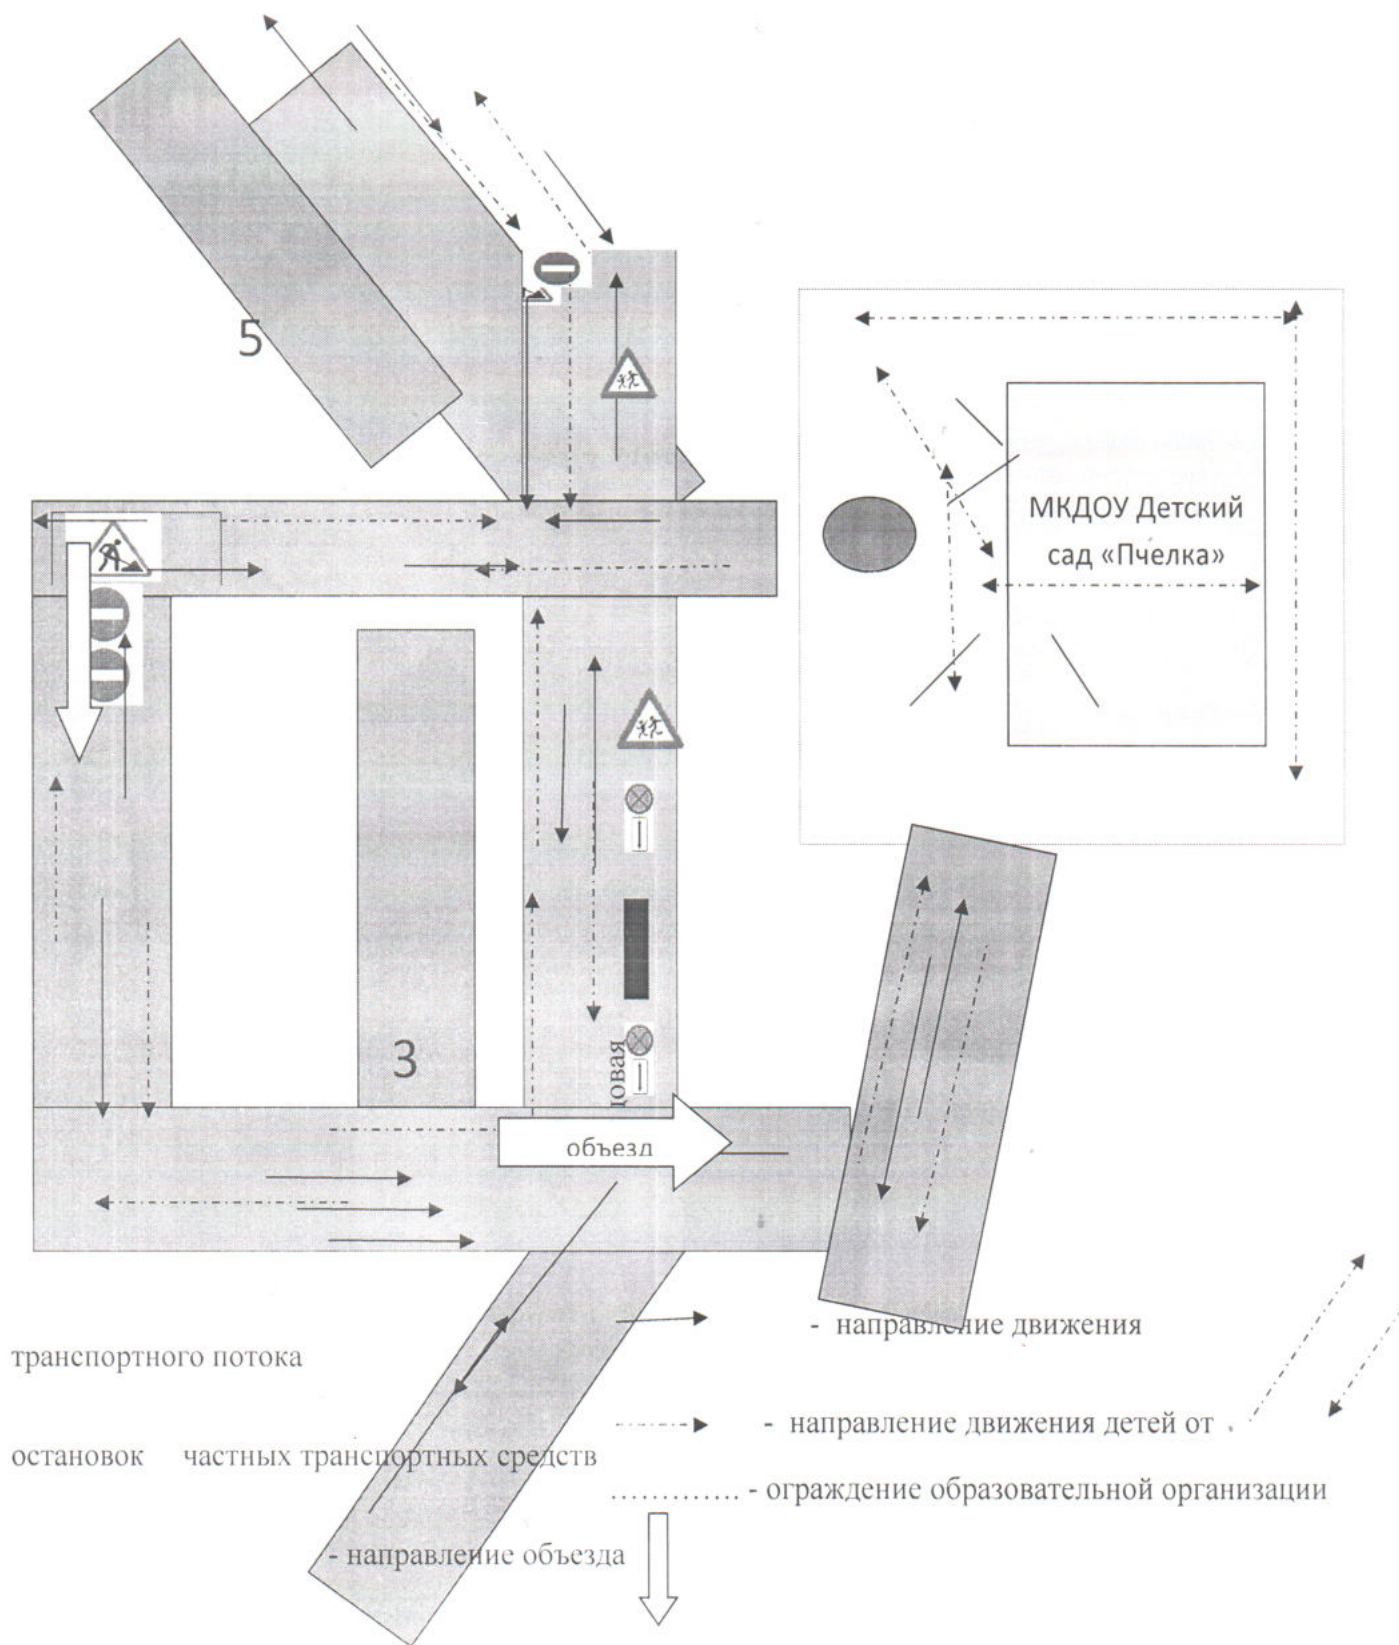 5
МКДОУ Детский
сад «Пчелка»
3
довая
объезд
- направление движения
транспортного потока
- направление движения детей от
остановок частных транспортных средств
............ - ограждение образовательной организации
- направление объезда